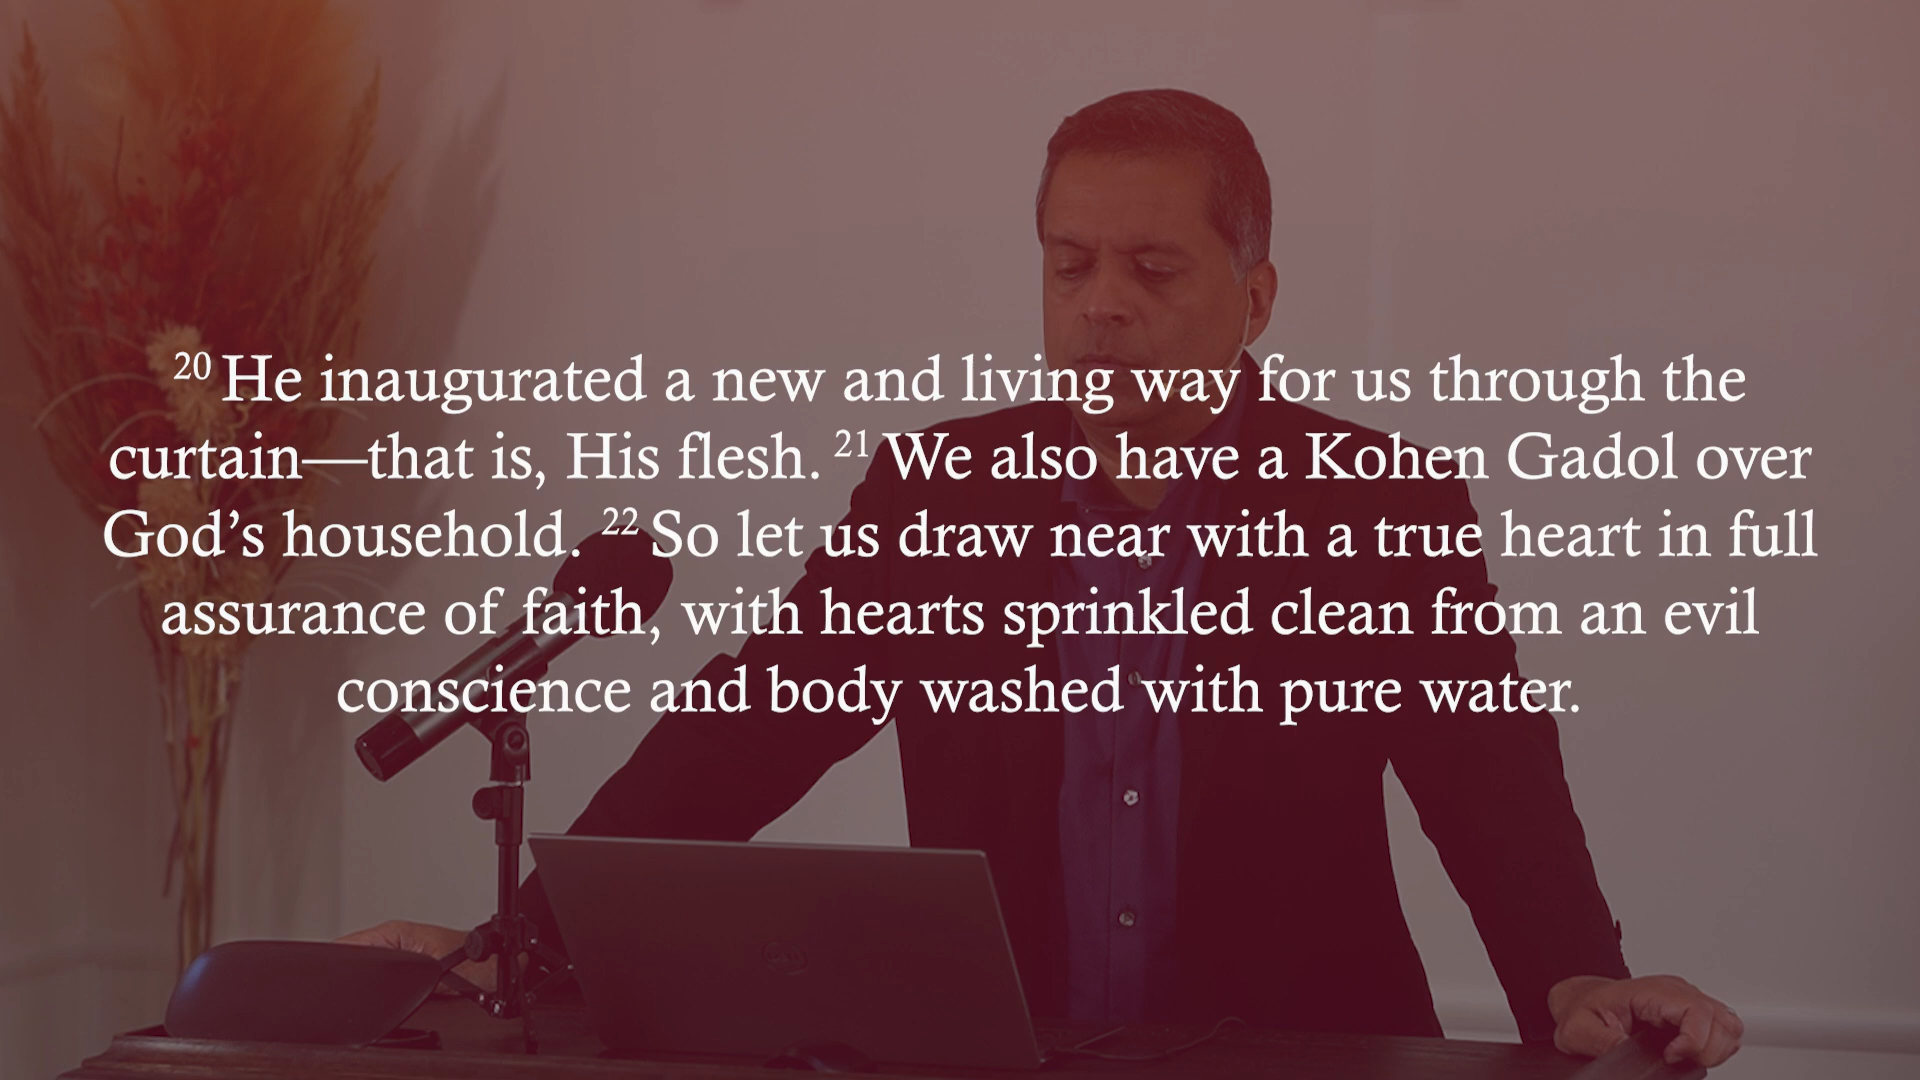 20 He inaugurated a new and living way for us through the
curtain—that is, His flesh. 21 We also have a Kohen Gadol over
God’s household. 22 So let us draw near with a true heart in full
assurance of faith, with hearts sprinkled clean from an evil
conscience and body washed with pure water.